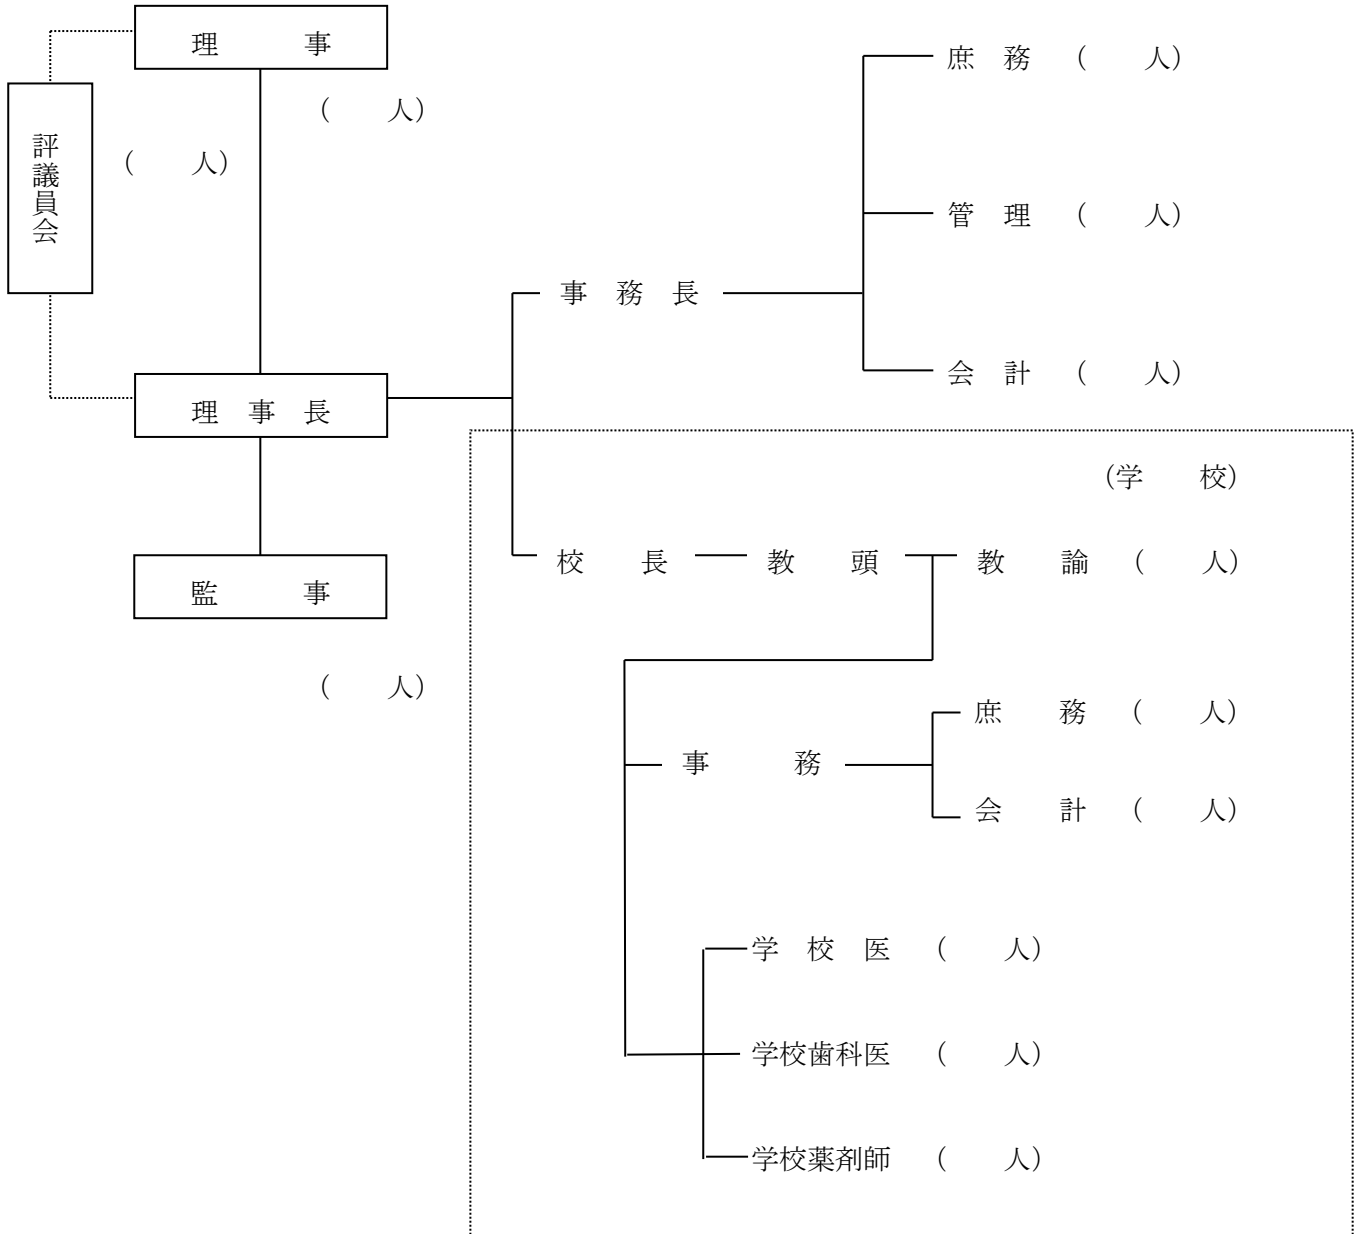 理　　　事
（　　人）
評議員会
（　　人）
理　事　長
監　　　事
（　　人）
事　務　長
庶　務　（　　人）
管　理　（　　人）
会　計　（　　人）
（学　　校）
校　　長
教　　頭
教　　諭　（　　人）
事　　　務
庶　　務　（　　人）
会　　計　（　　人）
学　校　医　（　　人）
学校歯科医　（　　人）
学校薬剤師　（　　人）